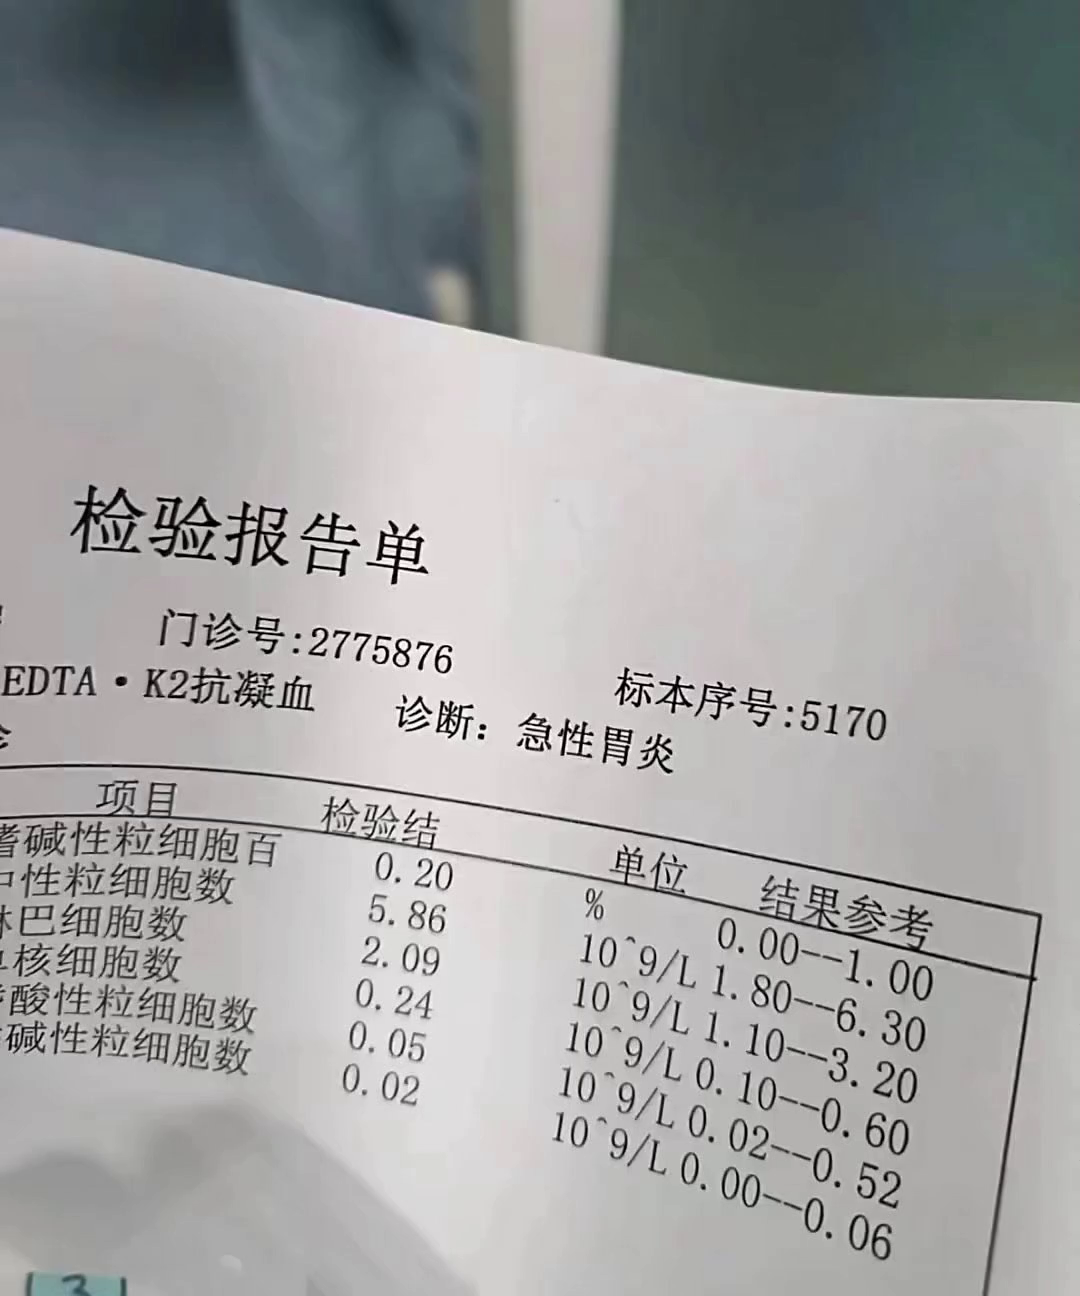 检验报告单
门诊号:2775876
标本序号:5170
EDTA·K2抗凝血
诊断: 急性胃炎
项目 检验结 单位 结果参考
嗜碱性粒细胞百 0.20 % 0.00--1.00
中性粒细胞数 5.86 10^9/L 1.80--6.30
淋巴细胞数 2.09 10^9/L 1.10--3.20
单核细胞数 0.24 10^9/L 0.10--0.60
酸性粒细胞数 0.05 10^9/L 0.02--0.52
碱性粒细胞数 0.02 10^9/L 0.00--0.06
3